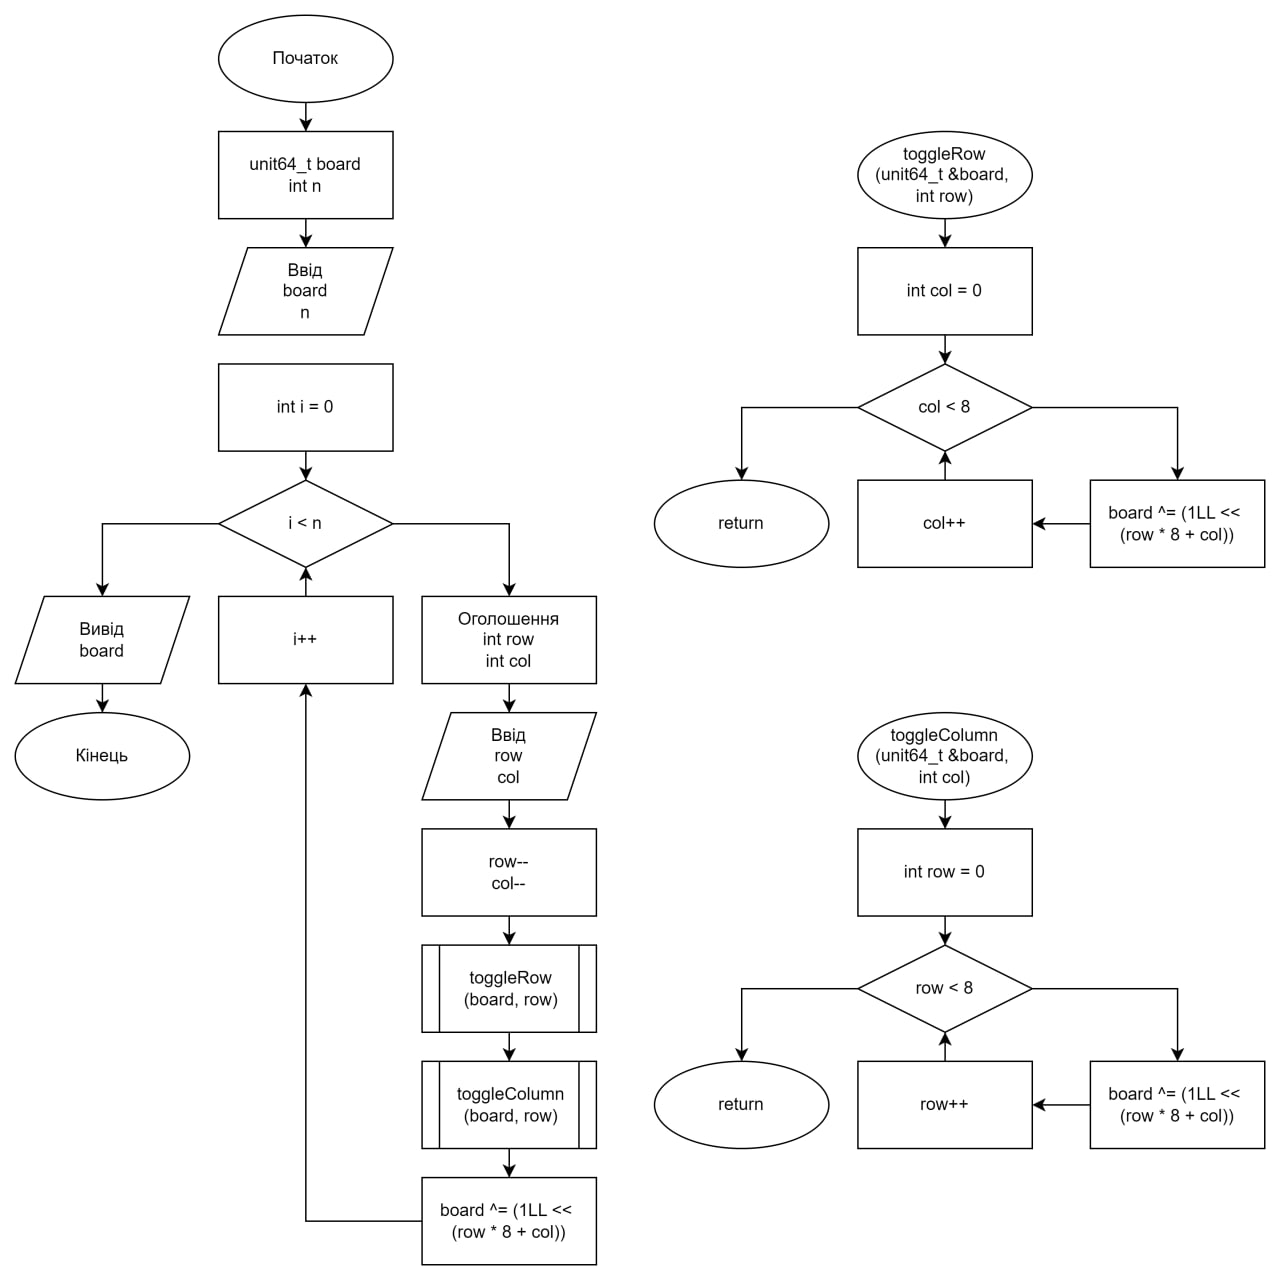 Початок
unit64_t board
int n
Ввід
board
n
int i = 0
i < n
Вивід
board
Кінець
i++
Оголошення
int row
int col
Ввід
row
col
row--
col--
toggleRow
(board, row)
toggleColumn
(board, row)
board ^= (1LL <<
(row * 8 + col))
toggleRow
(unit64_t &board,
int row)
int col = 0
col < 8
return
col++
board ^= (1LL <<
(row * 8 + col))
toggleColumn
(unit64_t &board,
int col)
int row = 0
row < 8
return
row++
board ^= (1LL <<
(row * 8 + col))